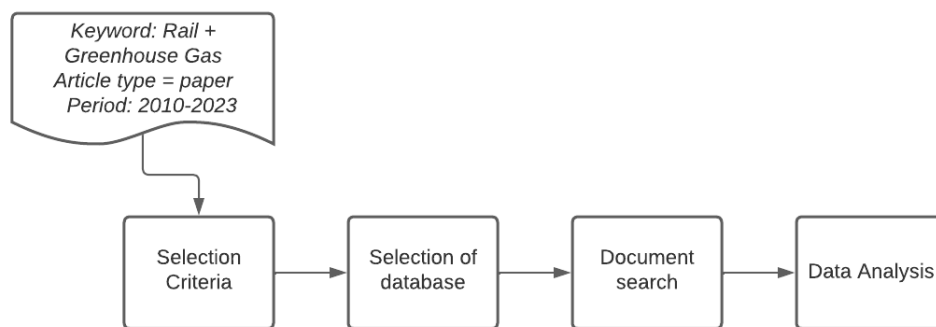 Keyword: Rail +
Greenhouse Gas
Article type = paper
Period: 2010-2023
Selection
Criteria
Selection of
database
Document
search
Data Analysis